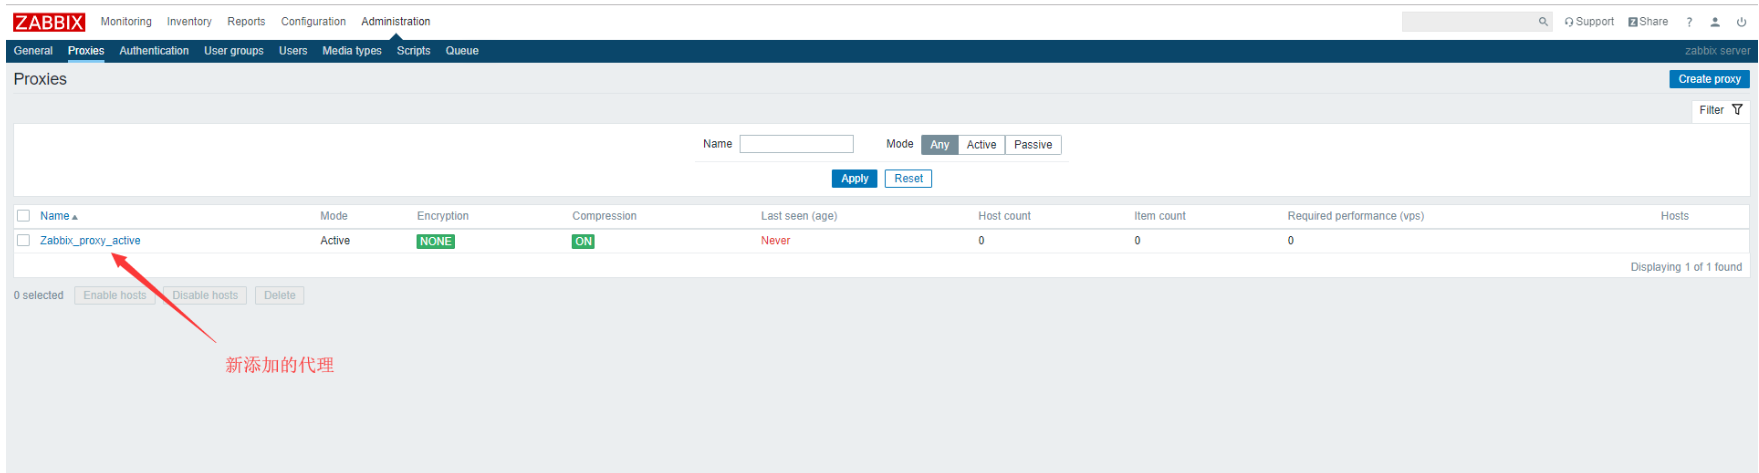 ZABBIX Monitoring Inventory Reports Configuration Administration Support Z Share ?
General Proxies Authentication User groups Users Media types Scripts Queue zabbix server
Proxies Create proxy
Filter
Name Mode Any Active Passive
Apply Reset
Name Mode Encryption Compression Last seen (age) Host count Item count Required performance (vps) Hosts
Zabbix_proxy_active Active NONE ON Never 0 0 0
Displaying 1 of 1 found
0 selected Enable hosts Disable hosts Delete
新添加的代理